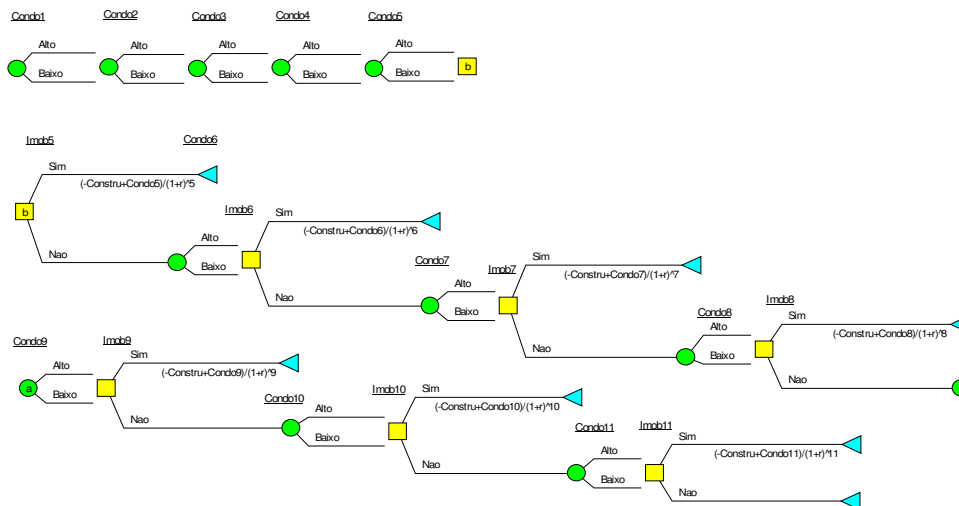 Condo1 Condo2 Condo3 Condo4 Condo5
Alto Alto Alto Alto Alto
b
Baixo Baixo Baixo Baixo Baixo
Imob5 Condo6
Sim
(-Constru+Condo5)/(1+r)^5
b
Imob6
Sim
(-Constru+Condo6)/(1+r)^6
Nao
Alto
Baixo
Condo7 Imob7
Sim
(-Constru+Condo7)/(1+r)^7
Nao
Alto
Baixo
Condo8 Imob8
Sim
(-Constru+Condo8)/(1+r)^8
Nao
Alto
Baixo
Nao
Condo9 Imob9
Sim
(-Constru+Condo9)/(1+r)^9
Alto
a
Baixo
Nao
Condo10 Imob10
Sim
(-Constru+Condo10)/(1+r)^10
Alto
Baixo
Nao
Condo11 Imob11
Sim
(-Constru+Condo11)/(1+r)^11
Alto
Baixo
Nao